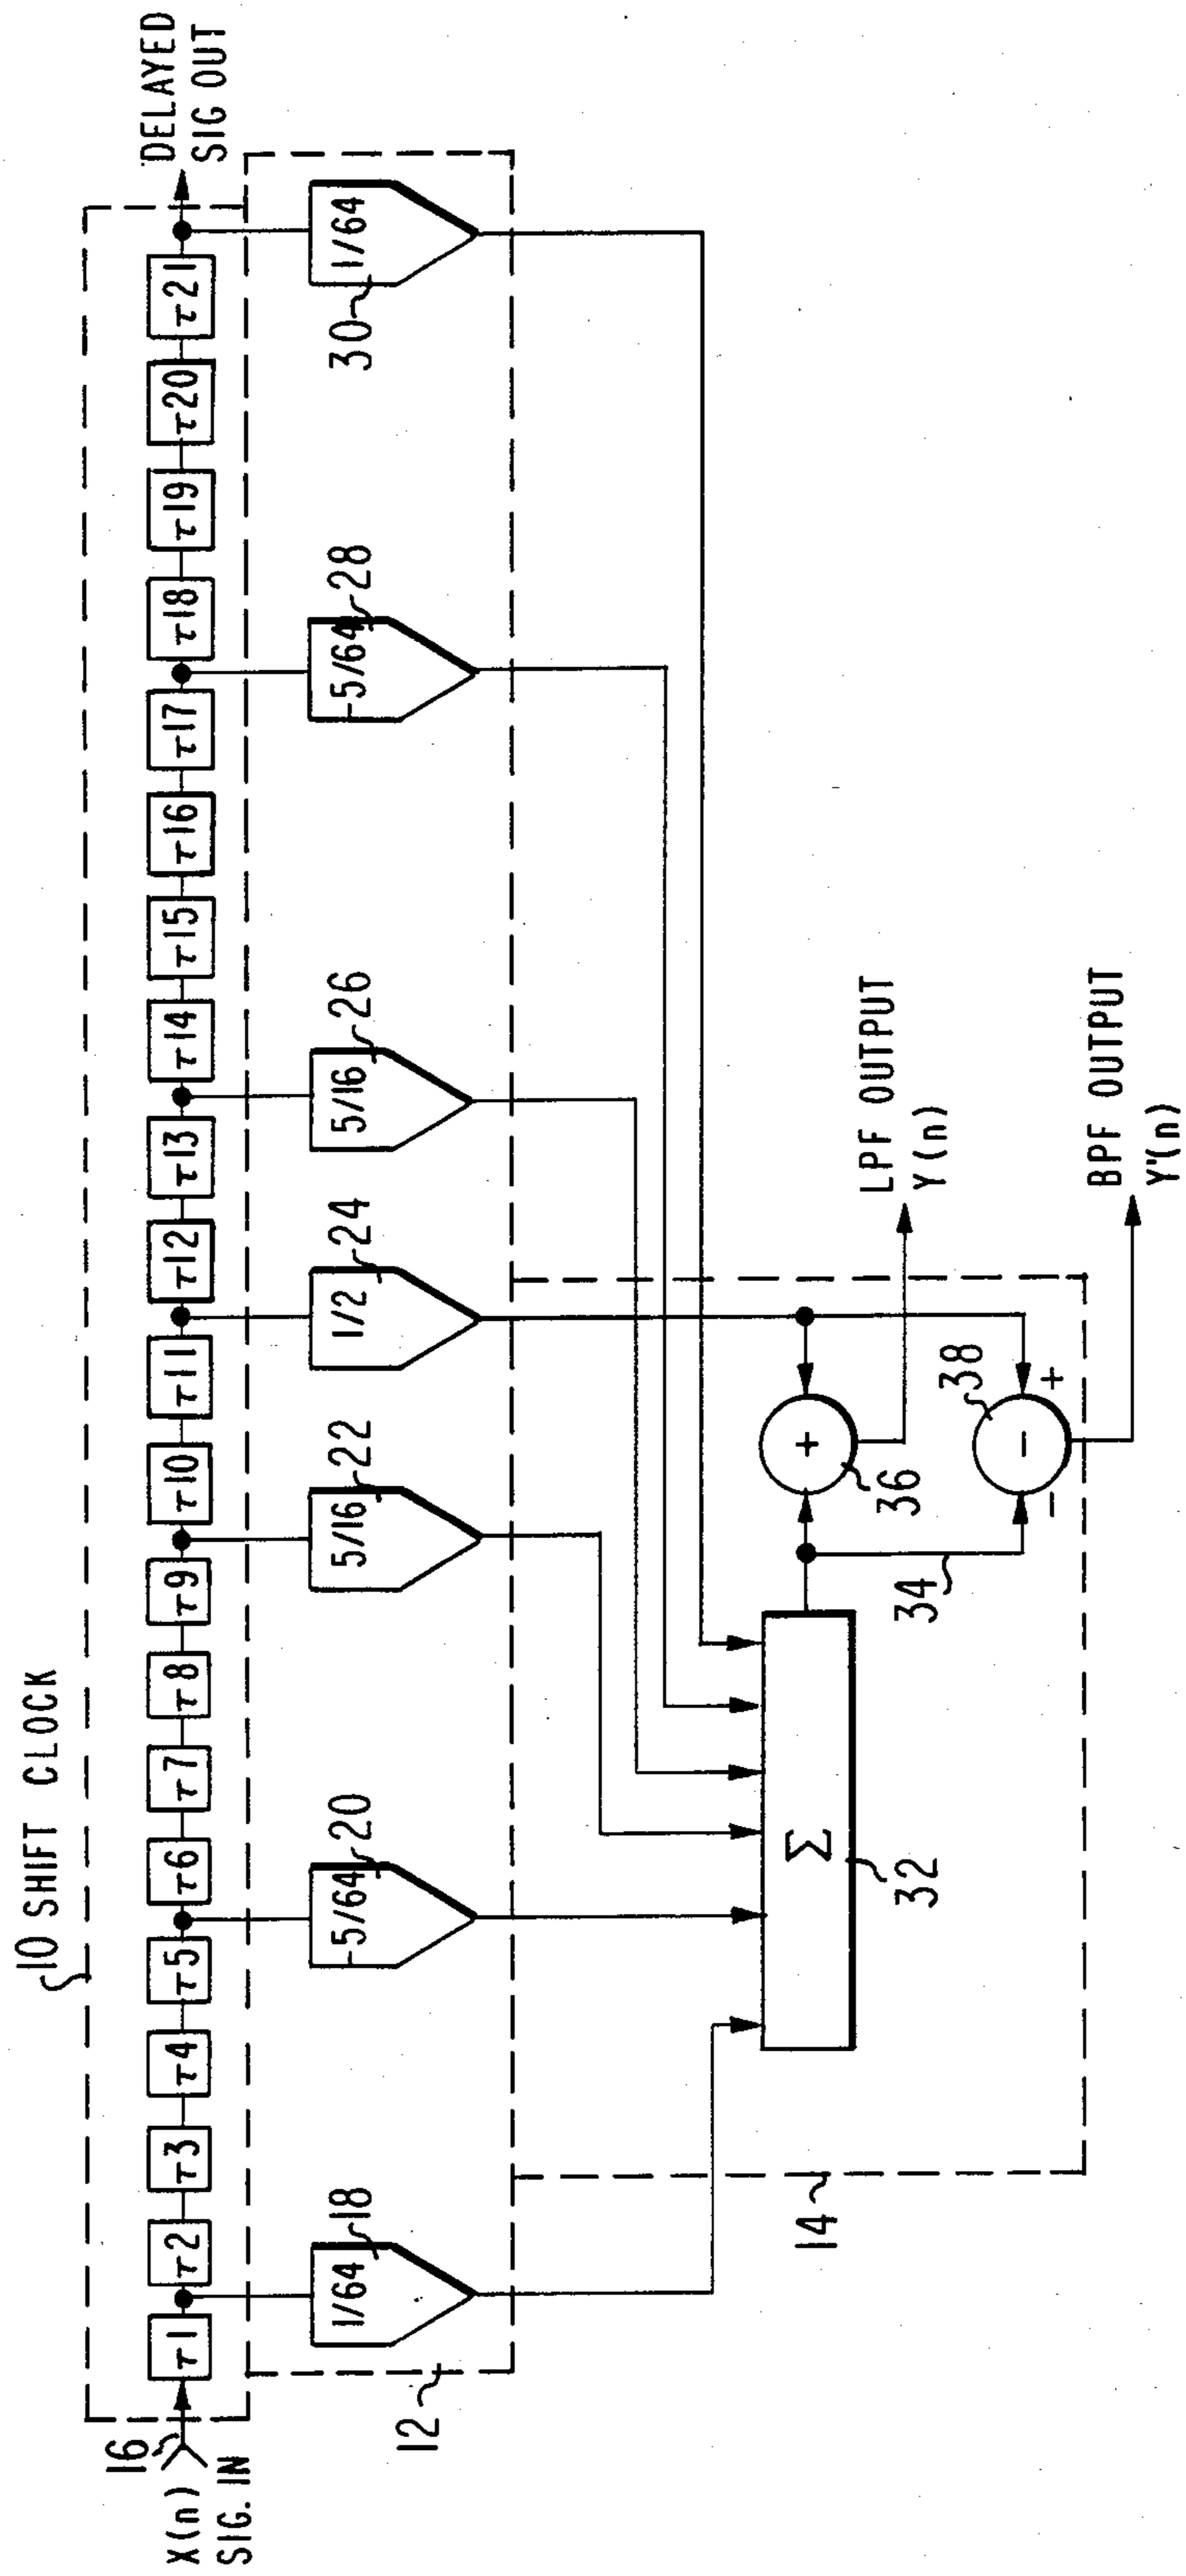 10 SHIFT CLOCK
16
X(n)
SIG. IN
τ1
τ2
τ3
τ4
τ5
τ6
τ7
τ8
τ9
τ10
τ11
τ12
τ13
τ14
τ15
τ16
τ17
τ18
τ19
τ20
τ21
DELAYED
SIG OUT
12
1/64
18
-5/64
20
5/16
22
1/2
24
5/16
26
-5/64
28
1/64
30
14
Σ
32
34
+
36
-
38
-
+
LPF OUTPUT
Y(n)
BPF OUTPUT
Y'(n)